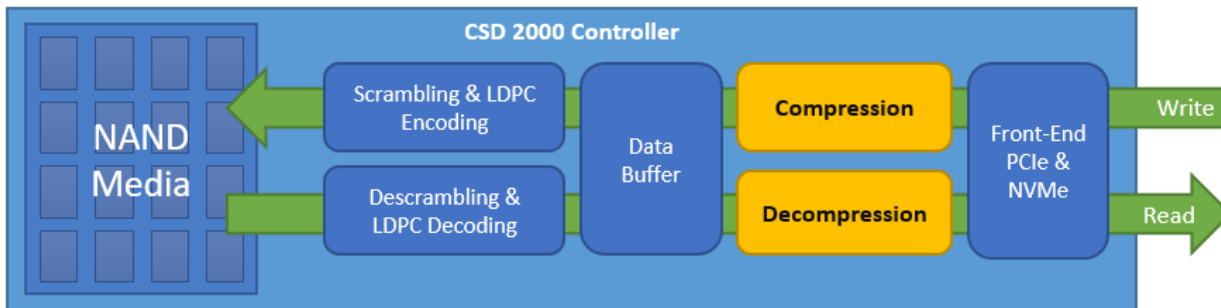 CSD 2000 Controller
NAND
Media
Scrambling & LDPC
Encoding
Descrambling &
LDPC Decoding
Data
Buffer
Compression
Decompression
Front-End
PCIe &
NVMe
Write
Read